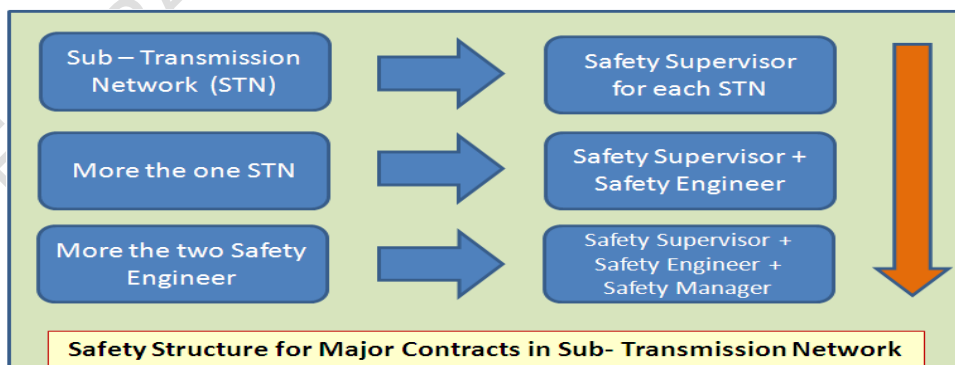 Sub – Transmission
Network (STN)
Safety Supervisor
for each STN
More the one STN
Safety Supervisor +
Safety Engineer
More the two Safety
Engineer
Safety Supervisor +
Safety Engineer +
Safety Manager
Safety Structure for Major Contracts in Sub- Transmission Network